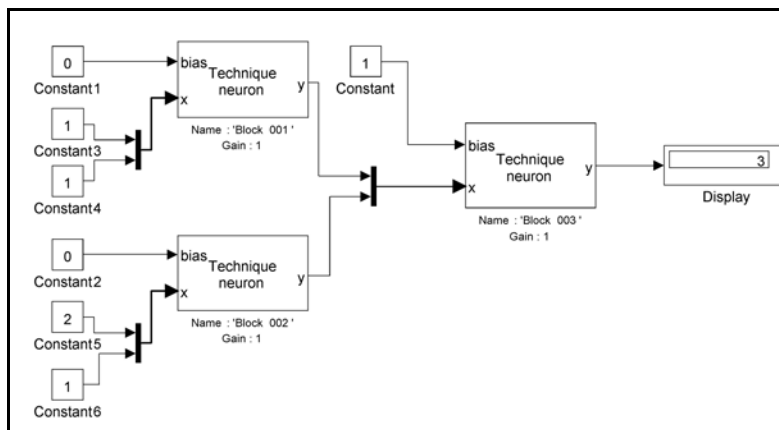 0
Constant1
bias
x
Technique
neuron
y
Name : 'Block 001 '
Gain : 1
1
Constant3
1
Constant4
1
Constant
0
Constant2
bias
x
Technique
neuron
y
Name : 'Block 002 '
Gain : 1
2
Constant5
1
Constant6
bias
x
Technique
neuron
y
Name : 'Block 003 '
Gain : 1
3
Display